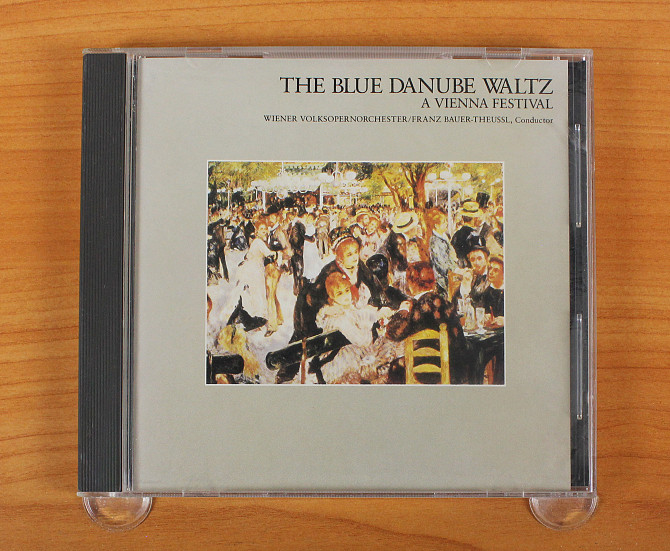 THE BLUE DANUBE WALTZ
A VIENNA FESTIVAL
WIENER VOLKSOPERNORCHESTER/FRANZ BAUER-THEUSSL, Conductor